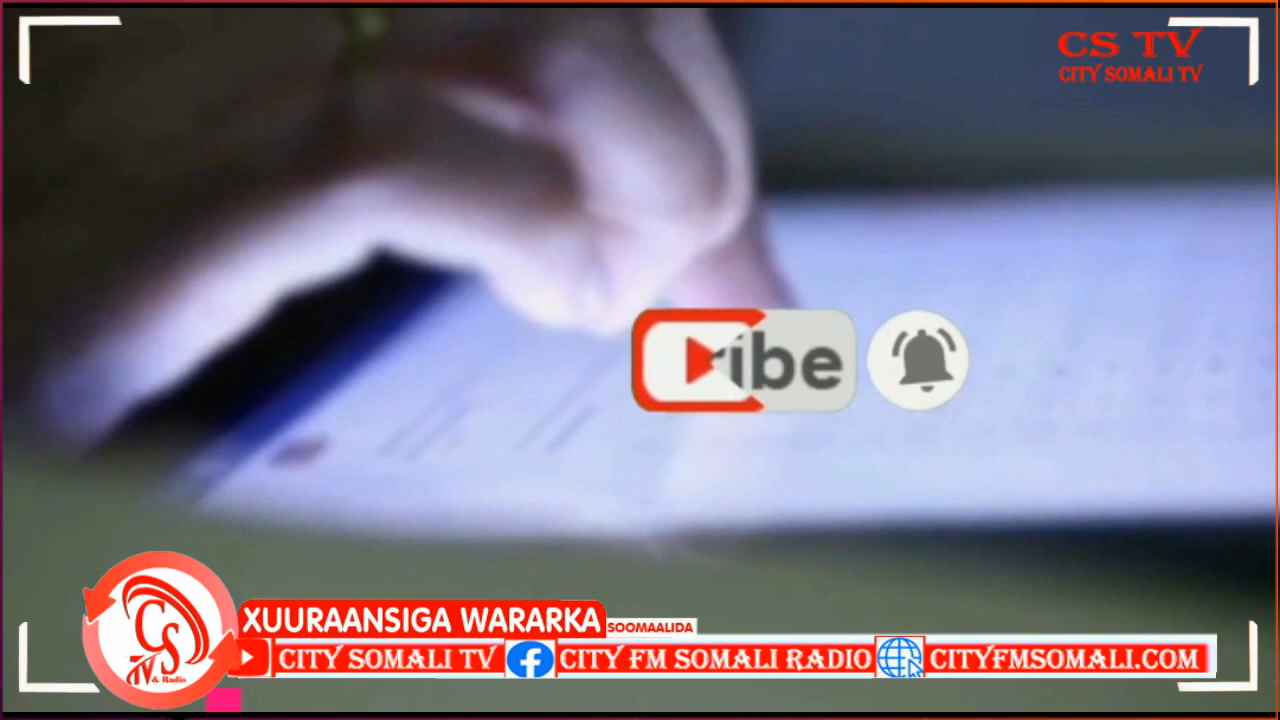 CS TV
CITY SOMALI TV
ribe
CS
TV & Radio
XUURAANSIGA WARARKA
SOOMAALIDA
CITY SOMALI TV CITY FM SOMALI RADIO CITYFMSOMALI.COM